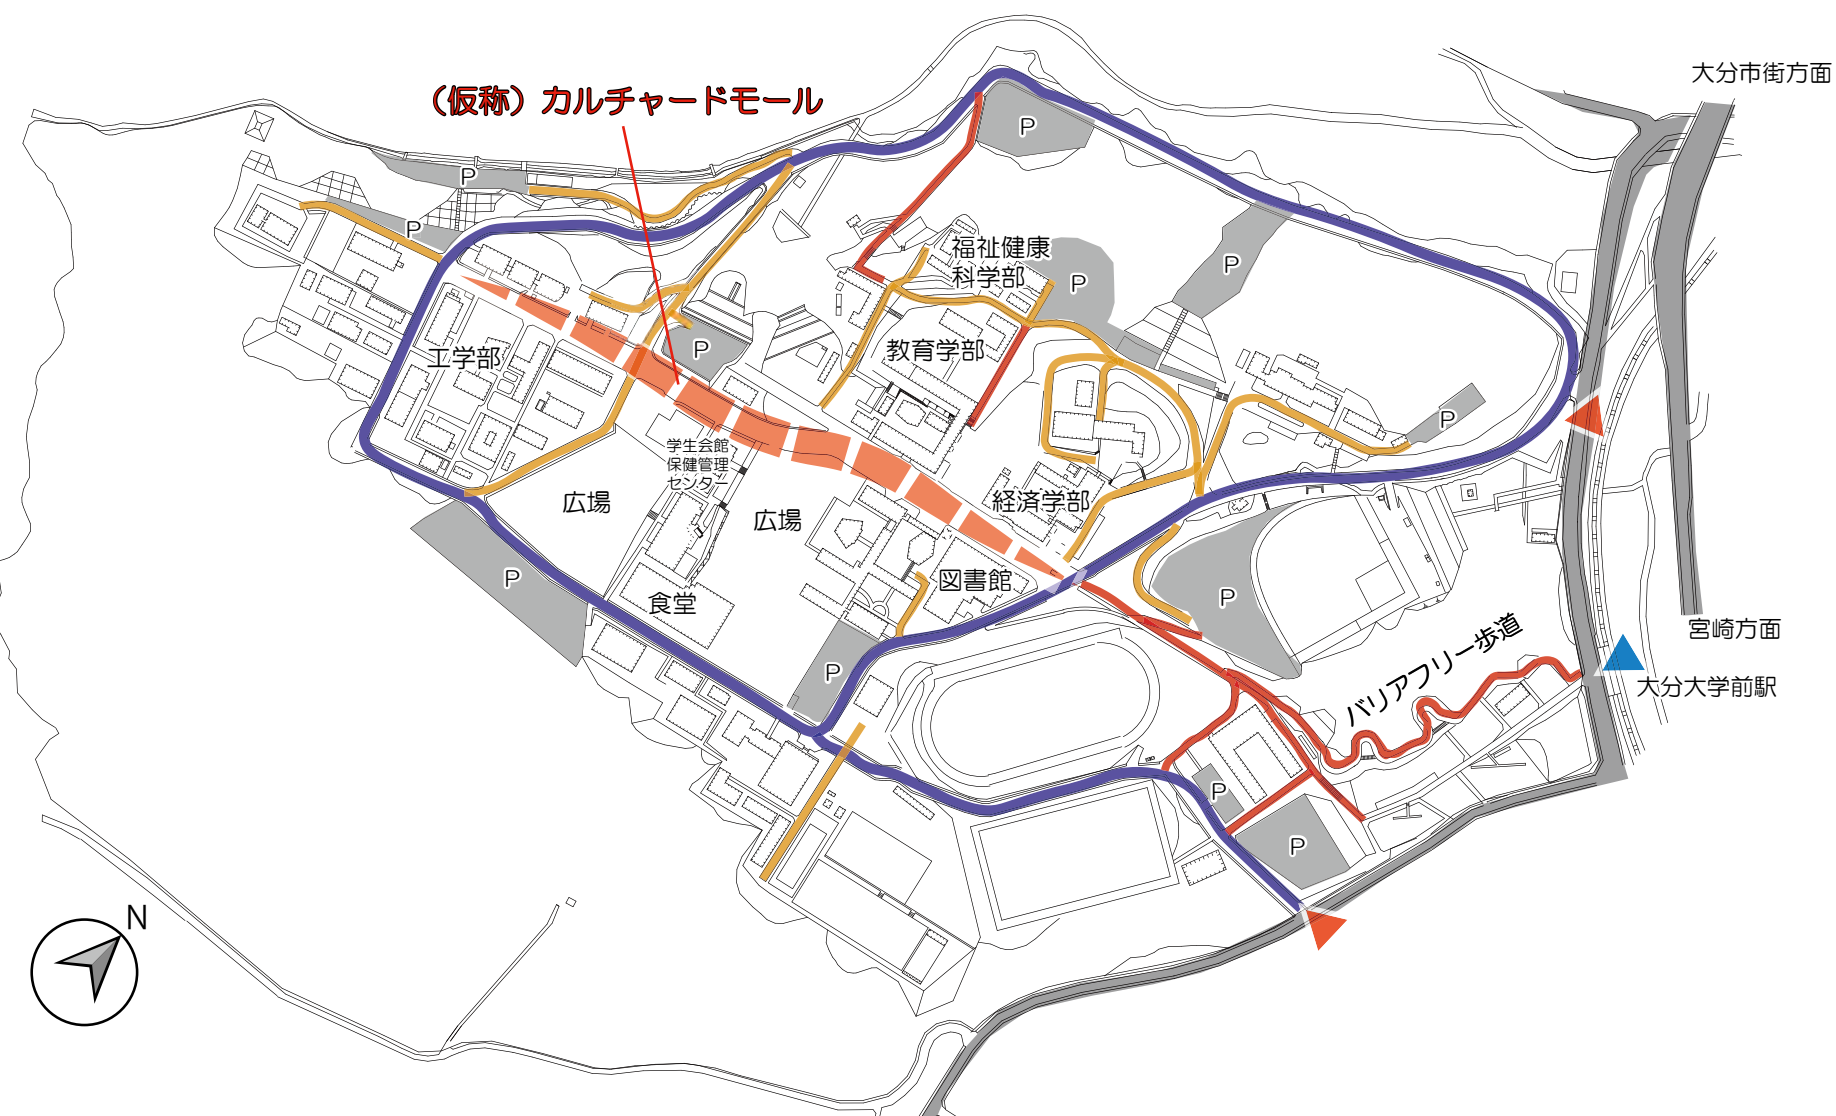 大分市街方面
（仮称）カルチャードモール
P
P
P
福祉健康
科学部
P
P
P
教育学部
工学部
P
学生会館
保健管理
センター
広場
広場
経済学部
P
図書館
食堂
P
宮崎方面
バリアフリー歩道
大分大学前駅
P
P
P
N